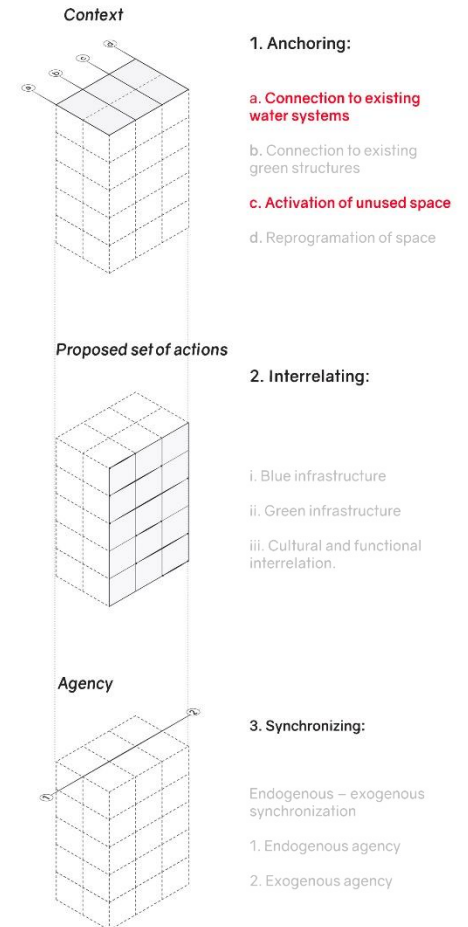 Context
d
c
b
a
1. Anchoring:
a. Connection to existing
water systems
b. Connection to existing
green structures
c. Activation of unused space
d. Reprogramation of space
Proposed set of actions
2. Interrelating:
i. Blue infrastructure
ii. Green infrastructure
iii. Cultural and functional
interrelation.
Agency
2
1
3. Synchronizing:
Endogenous – exogenous
synchronization
1. Endogenous agency
2. Exogenous agency